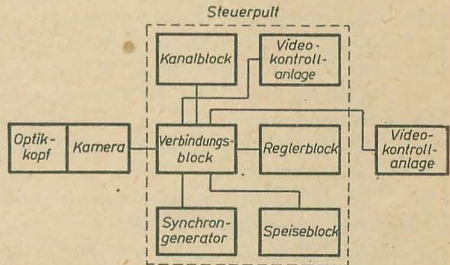 Steuerpult
Kanalblock
Video-
kontroll-
anlage
Optik-
kopf
Kamera
Verbindungs-
block
Reglerblock
Video-
kontroll-
anlage
Synchron-
generator
Speiseblock